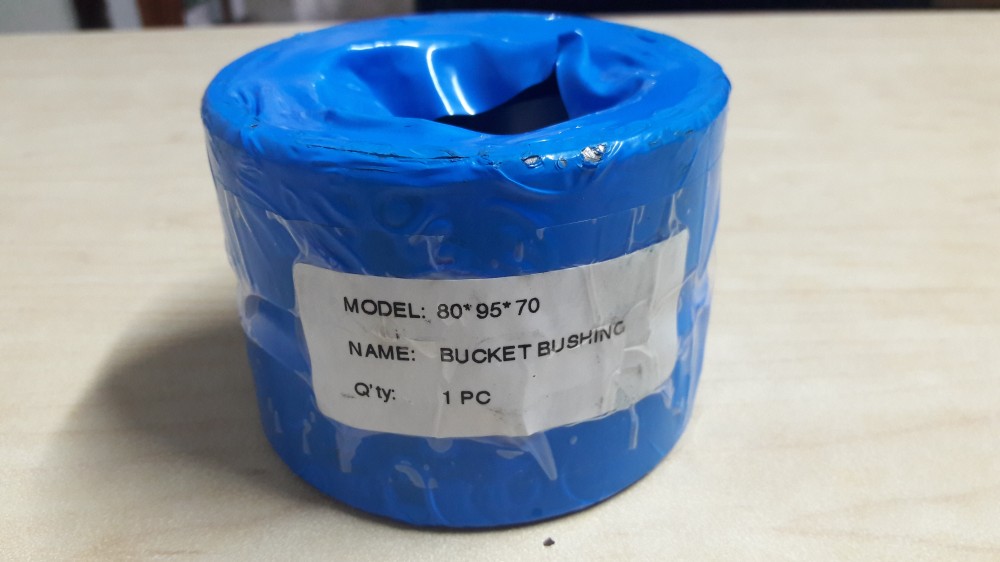 MODEL: 80*95*70
NAME: BUCKET BUSHING
Q'ty: 1 PC